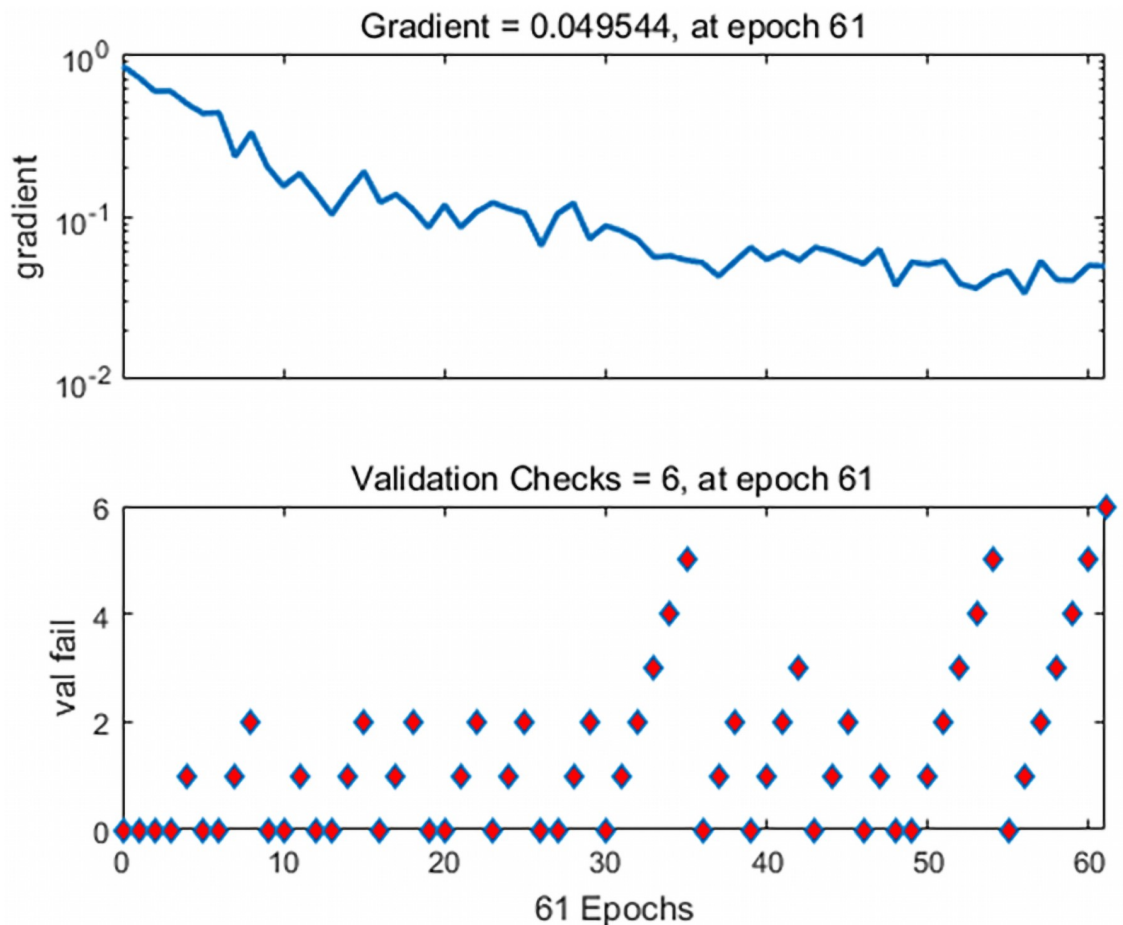 Gradient = 0.049544, at epoch 61
10^0
10^-1
10^-2
gradient
Validation Checks = 6, at epoch 61
6
4
2
0
val fail
0 10 20 30 40 50 60
61 Epochs